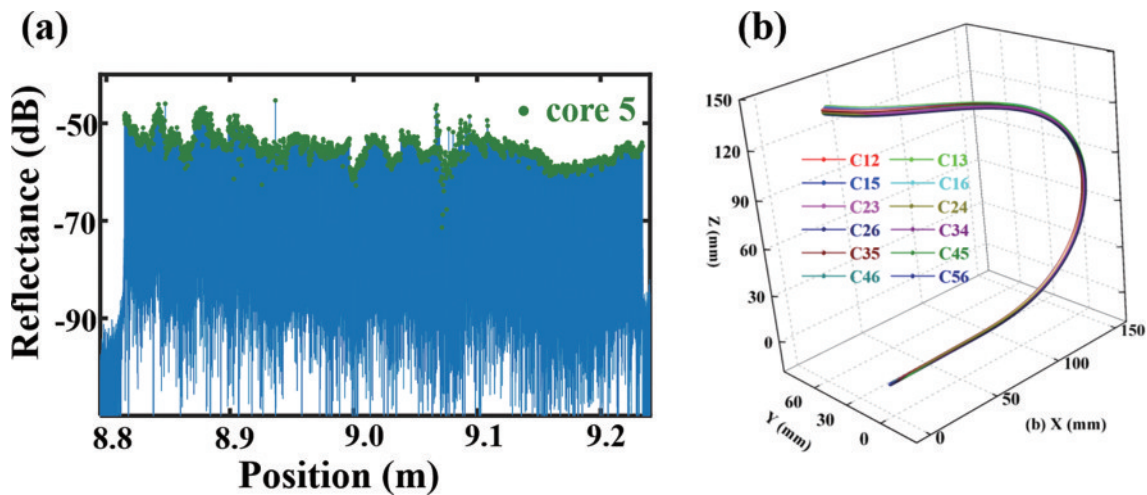 (a)
Reflectance (dB)
-50
-70
-90
core 5
8.8 8.9 9.0 9.1 9.2
Position (m)
(b)
150
120
90
60
30
0
Z (mm)
C12 C13
C15 C16
C23 C24
C26 C34
C35 C45
C46 C56
60
30
0
Y (mm)
0
50
100
150
(b) X (mm)